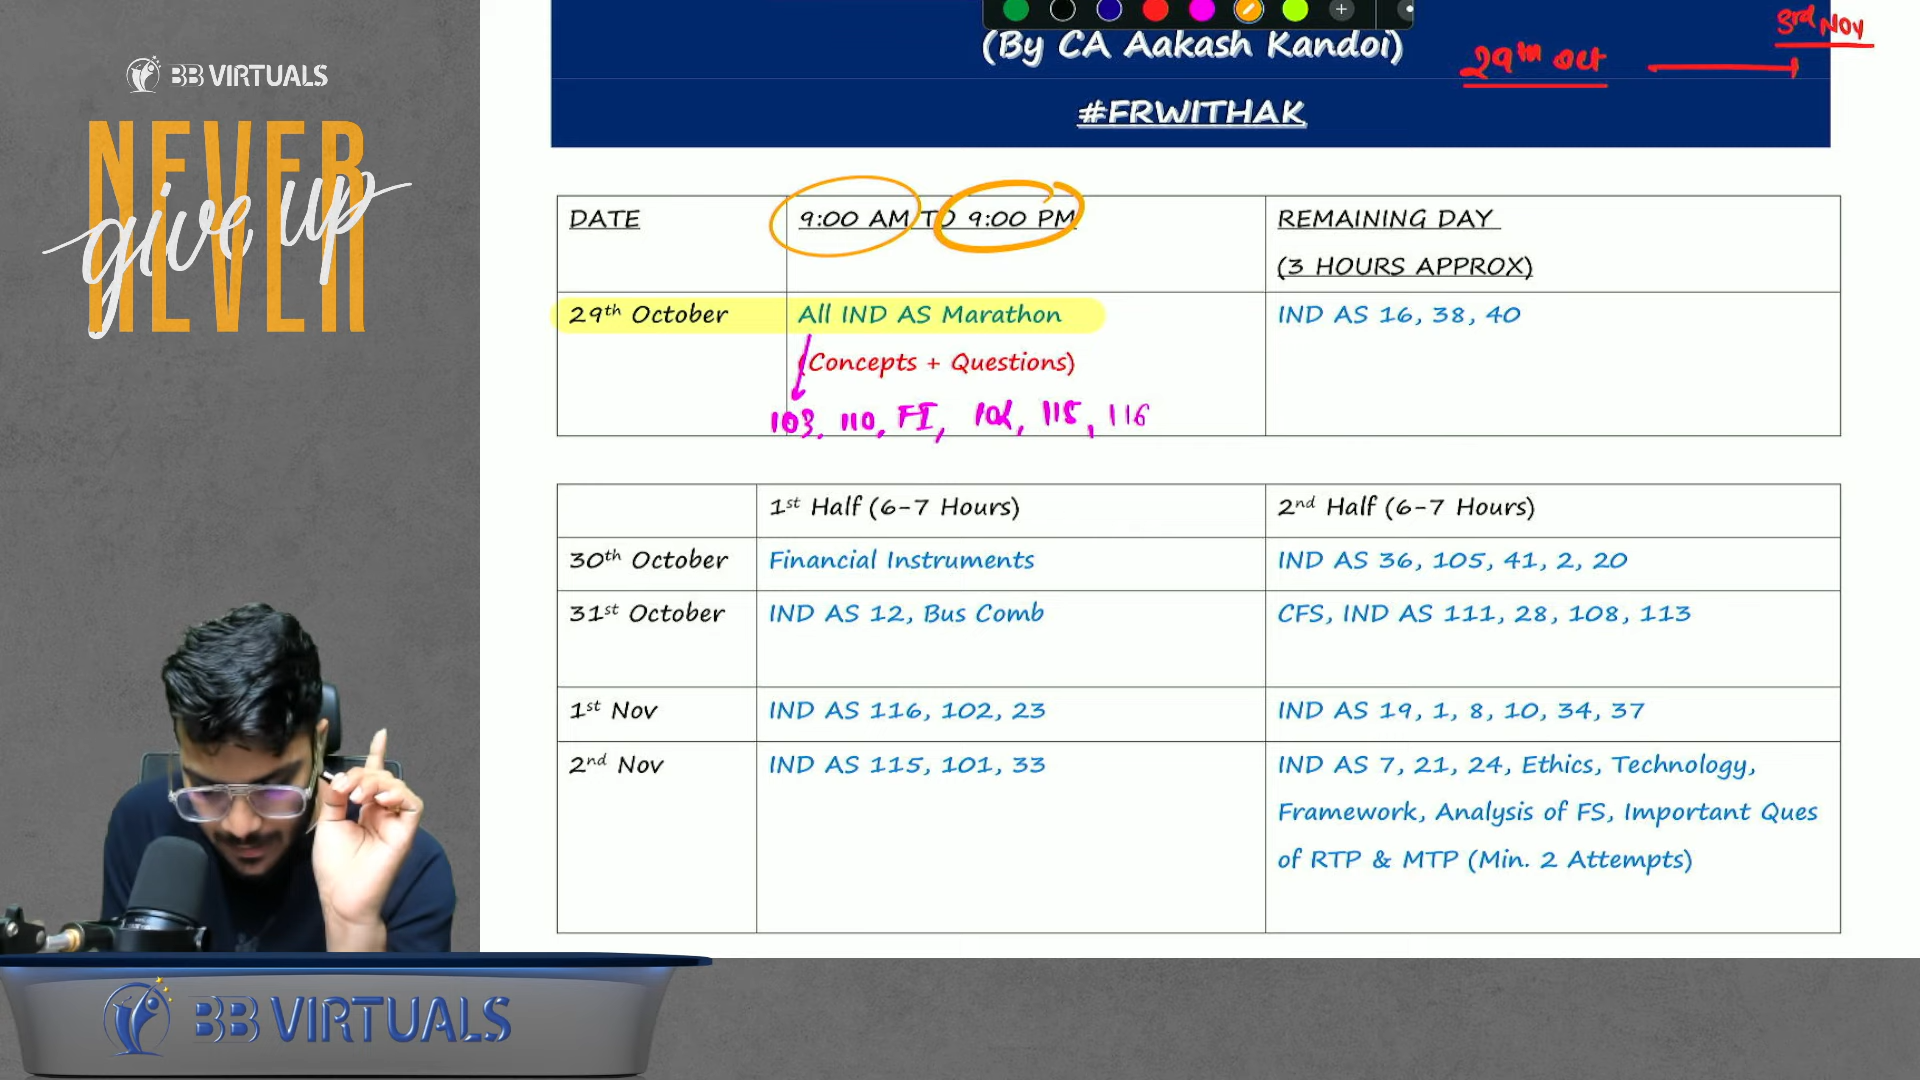 BB VIRTUALS
NEVER
give up
NEVER
(By CA Aakash Kandoi)
29th Oct
3rd Nov
#FRWITHAK
DATE
9:00 AM TO 9:00 PM
REMAINING DAY
(3 HOURS APPROX)
29th October
All IND AS Marathon
(Concepts + Questions)
103, 110, FI, 102, 115, 116
IND AS 16, 38, 40
1st Half (6-7 Hours)
2nd Half (6-7 Hours)
30th October
Financial Instruments
IND AS 36, 105, 41, 2, 20
31st October
IND AS 12, Bus Comb
CFS, IND AS 111, 28, 108, 113
1st Nov
IND AS 116, 102, 23
IND AS 19, 1, 8, 10, 34, 37
2nd Nov
IND AS 115, 101, 33
IND AS 7, 21, 24, Ethics, Technology,
Framework, Analysis of FS, Important Ques
of RTP & MTP (Min. 2 Attempts)
BB VIRTUALS